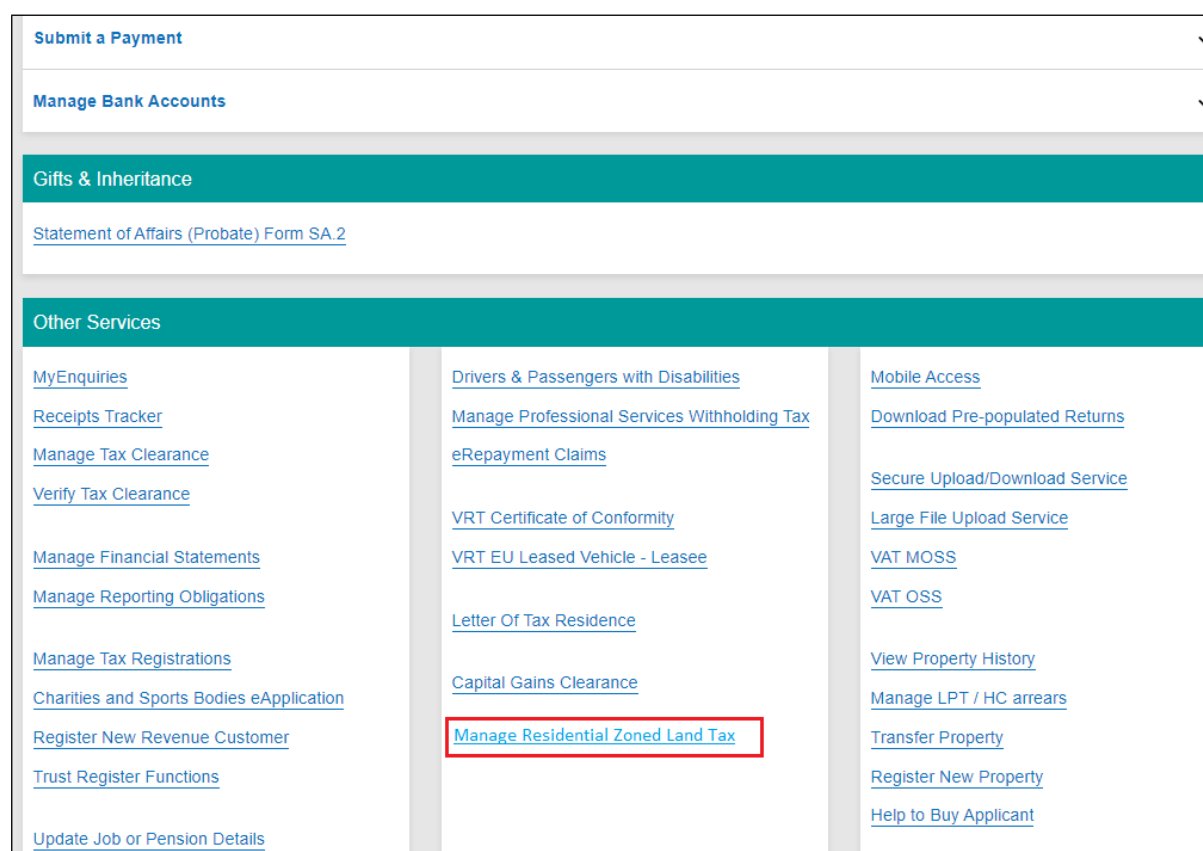 Submit a Payment
Manage Bank Accounts
Gifts & Inheritance
Statement of Affairs (Probate) Form SA.2
Other Services
MyEnquiries
Receipts Tracker
Manage Tax Clearance
Verify Tax Clearance
Manage Financial Statements
Manage Reporting Obligations
Manage Tax Registrations
Charities and Sports Bodies eApplication
Register New Revenue Customer
Trust Register Functions
Update Job or Pension Details
Drivers & Passengers with Disabilities
Manage Professional Services Withholding Tax
eRepayment Claims
VRT Certificate of Conformity
VRT EU Leased Vehicle - Leasee
Letter Of Tax Residence
Capital Gains Clearance
Manage Residential Zoned Land Tax
Mobile Access
Download Pre-populated Returns
Secure Upload/Download Service
Large File Upload Service
VAT MOSS
VAT OSS
View Property History
Manage LPT / HC arrears
Transfer Property
Register New Property
Help to Buy Applicant